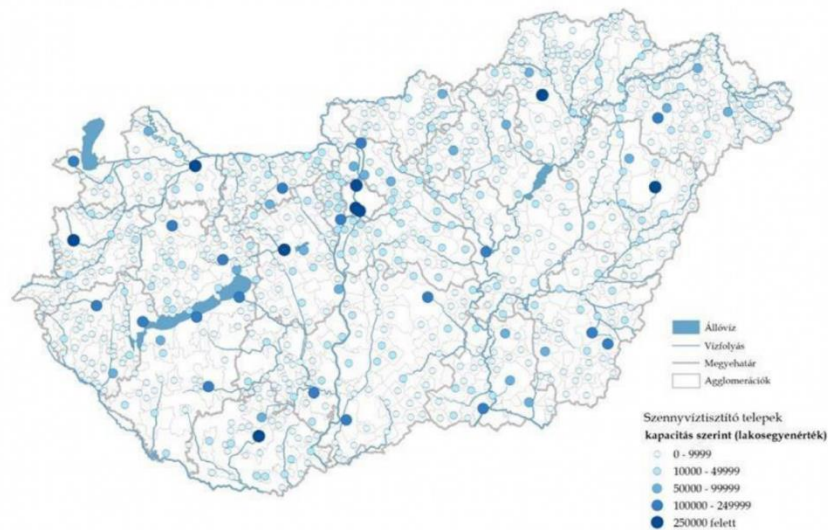 Állóvíz
Vízfolyás
Megyehatár
Agglomerációk
Szennyvíztisztító telepek
kapacitás szerint (lakosegyenérték)
0 - 9999
10000 - 49999
50000 - 99999
100000 - 249999
250000 felett